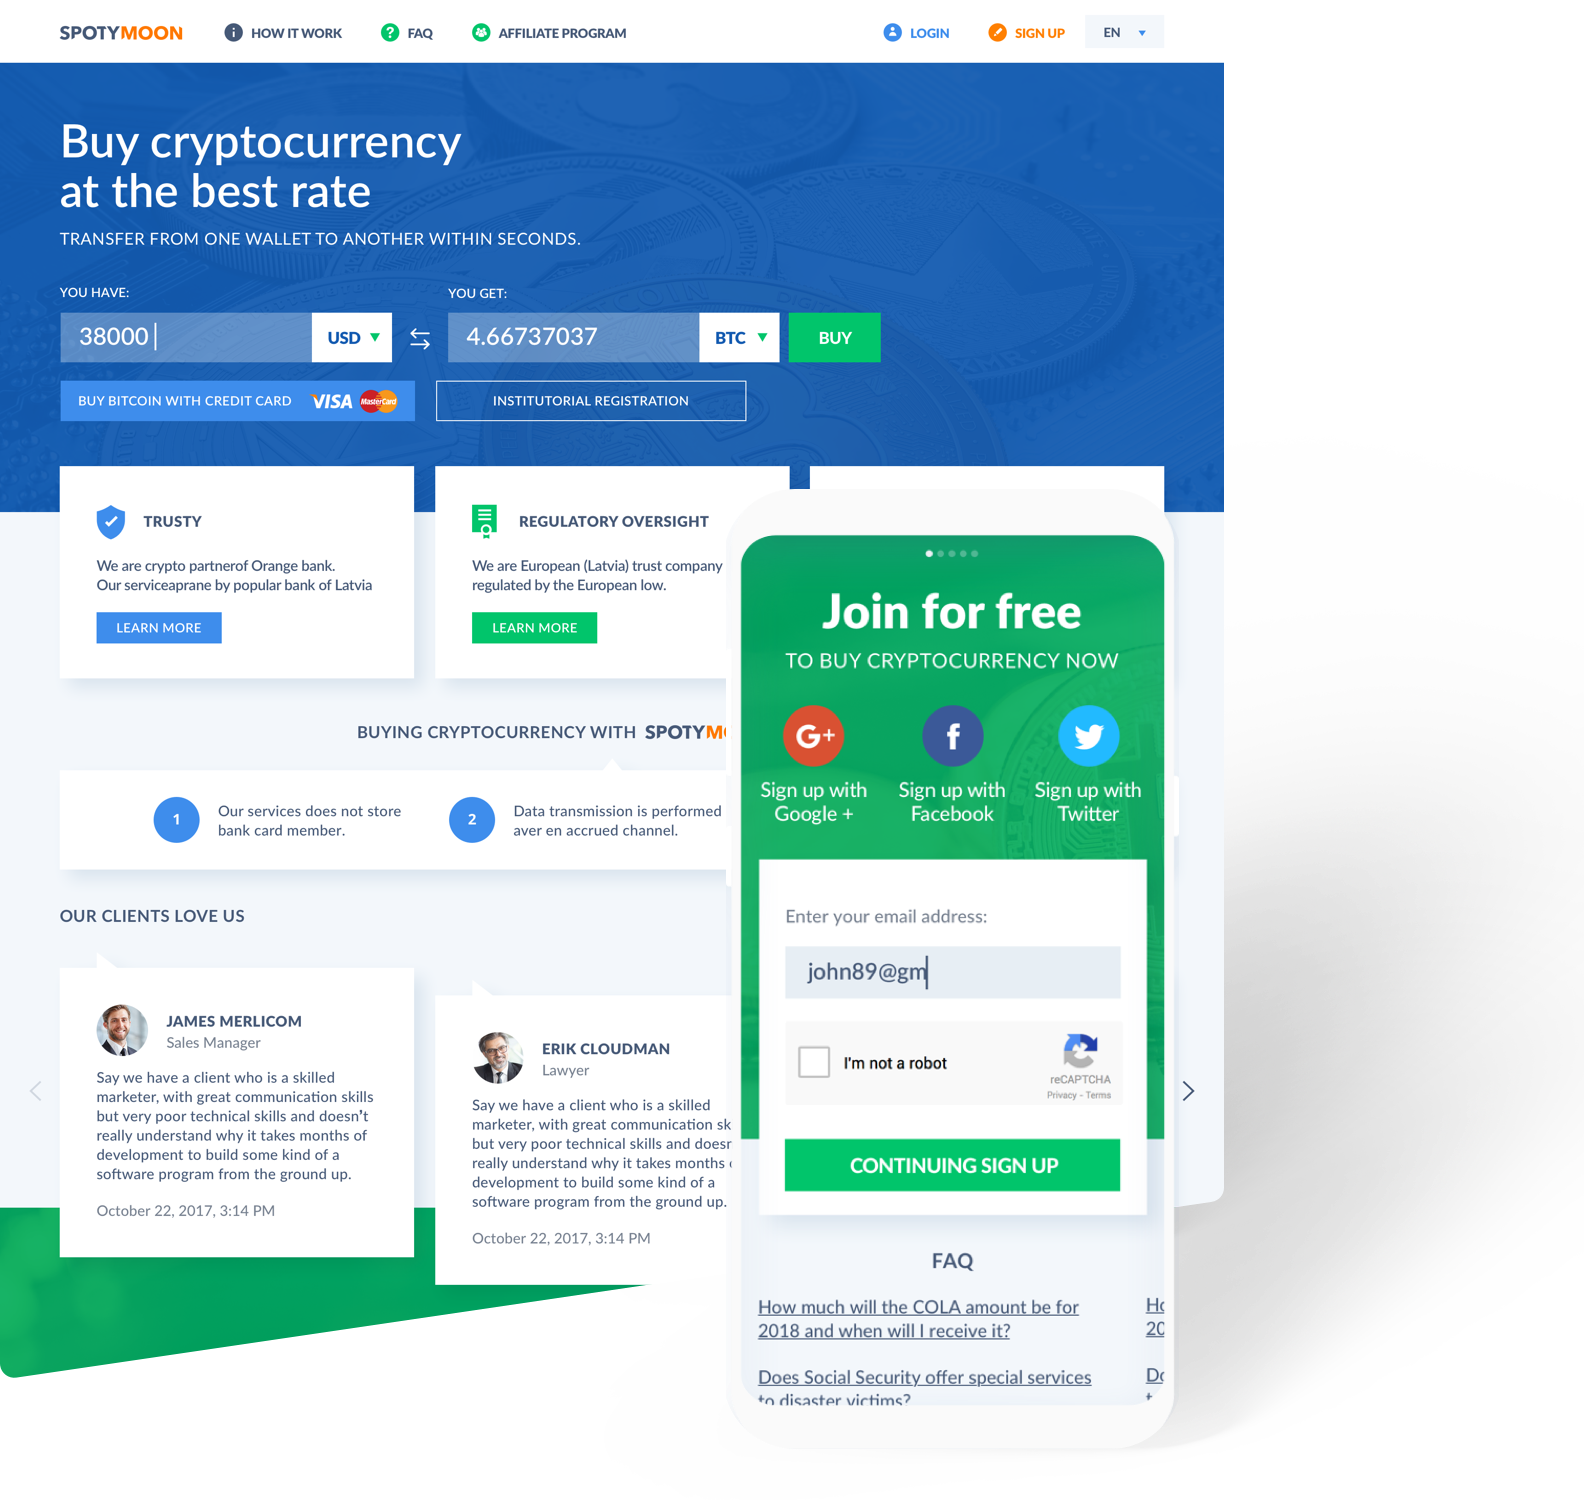 SPOTYMOON
HOW IT WORK
FAQ
AFFILIATE PROGRAM
LOGIN
SIGN UP
EN
Buy cryptocurrency
at the best rate
TRANSFER FROM ONE WALLET TO ANOTHER WITHIN SECONDS.
YOU HAVE:
YOU GET:
38000
USD
4.66737037
BTC
BUY
BUY BITCOIN WITH CREDIT CARD
VISA
MasterCard
INSTITUTORIAL REGISTRATION
TRUSTY
We are crypto partnerof Orange bank.
Our serviceaprane by popular bank of Latvia
LEARN MORE
REGULATORY OVERSIGHT
We are European (Latvia) trust company
regulated by the European low.
LEARN MORE
BUYING CRYPTOCURRENCY WITH SPOTYM
1
Our services does not store
bank card member.
2
Data transmission is performed
aver en accrued channel.
OUR CLIENTS LOVE US
JAMES MERLICOM
Sales Manager
Say we have a client who is a skilled
marketer, with great communication skills
but very poor technical skills and doesn't
really understand why it takes months of
development to build some kind of a
software program from the ground up.
October 22, 2017, 3:14 PM
ERIK CLOUDMAN
Lawyer
Say we have a client who is a skilled
marketer, with great communication sk
but very poor technical skills and doesn
really understand why it takes months
development to build some kind of a
software program from the ground up.
October 22, 2017, 3:14 PM
Join for free
TO BUY CRYPTOCURRENCY NOW
G+
f
Sign up with
Google +
Sign up with
Facebook
Sign up with
Twitter
Enter your email address:
john89@gm
I'm not a robot
reCAPTCHA
Privacy - Terms
CONTINUING SIGN UP
FAQ
How much will the COLA amount be for
2018 and when will I receive it?
Does Social Security offer special services
to disaster victims?
Ho
20
Do